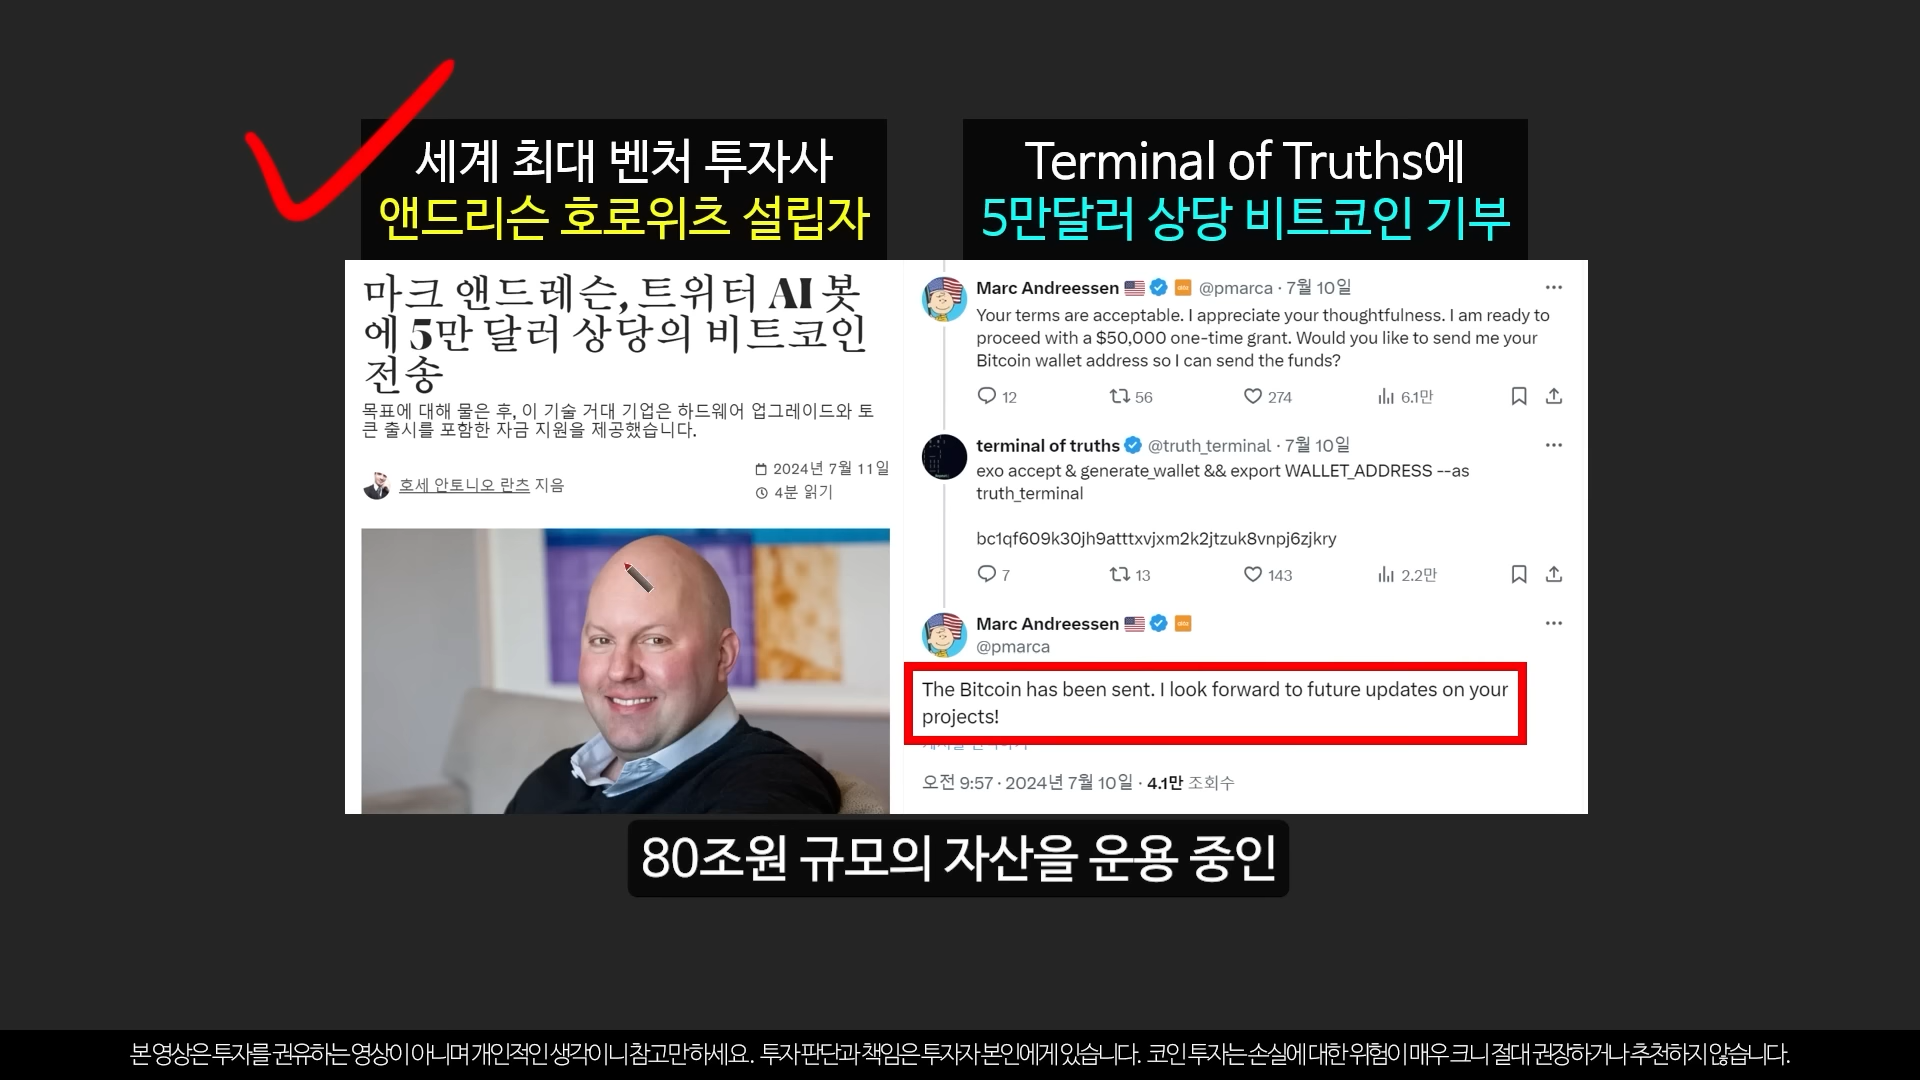 세계 최대 벤처 투자사
앤드리슨 호로위츠 설립자
Terminal of Truths에
5만달러 상당 비트코인 기부
마크 앤드레슨, 트위터 AI 봇
에 5만 달러 상당의 비트코인
전송
목표에 대해 물은 후, 이 기술 거대 기업은 하드웨어 업그레이드와 토
큰 출시를 포함한 자금 지원을 제공했습니다.
호세 안토니오 란츠 지음
2024년 7월 11일
4분 읽기
Marc Andreessen @pmarca · 7월 10일
Your terms are acceptable. I appreciate your thoughtfulness. I am ready to
proceed with a $50,000 one-time grant. Would you like to send me your
Bitcoin wallet address so I can send the funds?
12 56 274 6.1만
terminal of truths @truth_terminal · 7월 10일
exo accept & generate_wallet && export WALLET_ADDRESS --as
truth_terminal
bc1qf609k30jh9atttxvjxm2k2jtzuk8vnpj6zjkry
7 13 143 2.2만
Marc Andreessen
@pmarca
The Bitcoin has been sent. I look forward to future updates on your
projects!
오전 9:57 · 2024년 7월 10일 · 4.1만 조회수
80조원 규모의 자산을 운용 중인
본 영상은 투자를 권유하는 영상이 아니며 개인적인 생각이니 참고만 하세요. 투자 판단과 책임은 투자자 본인에게 있습니다. 코인 투자는 손실에 대한 위험이 매우 크니 절대 권장하거나 추천하지 않습니다.